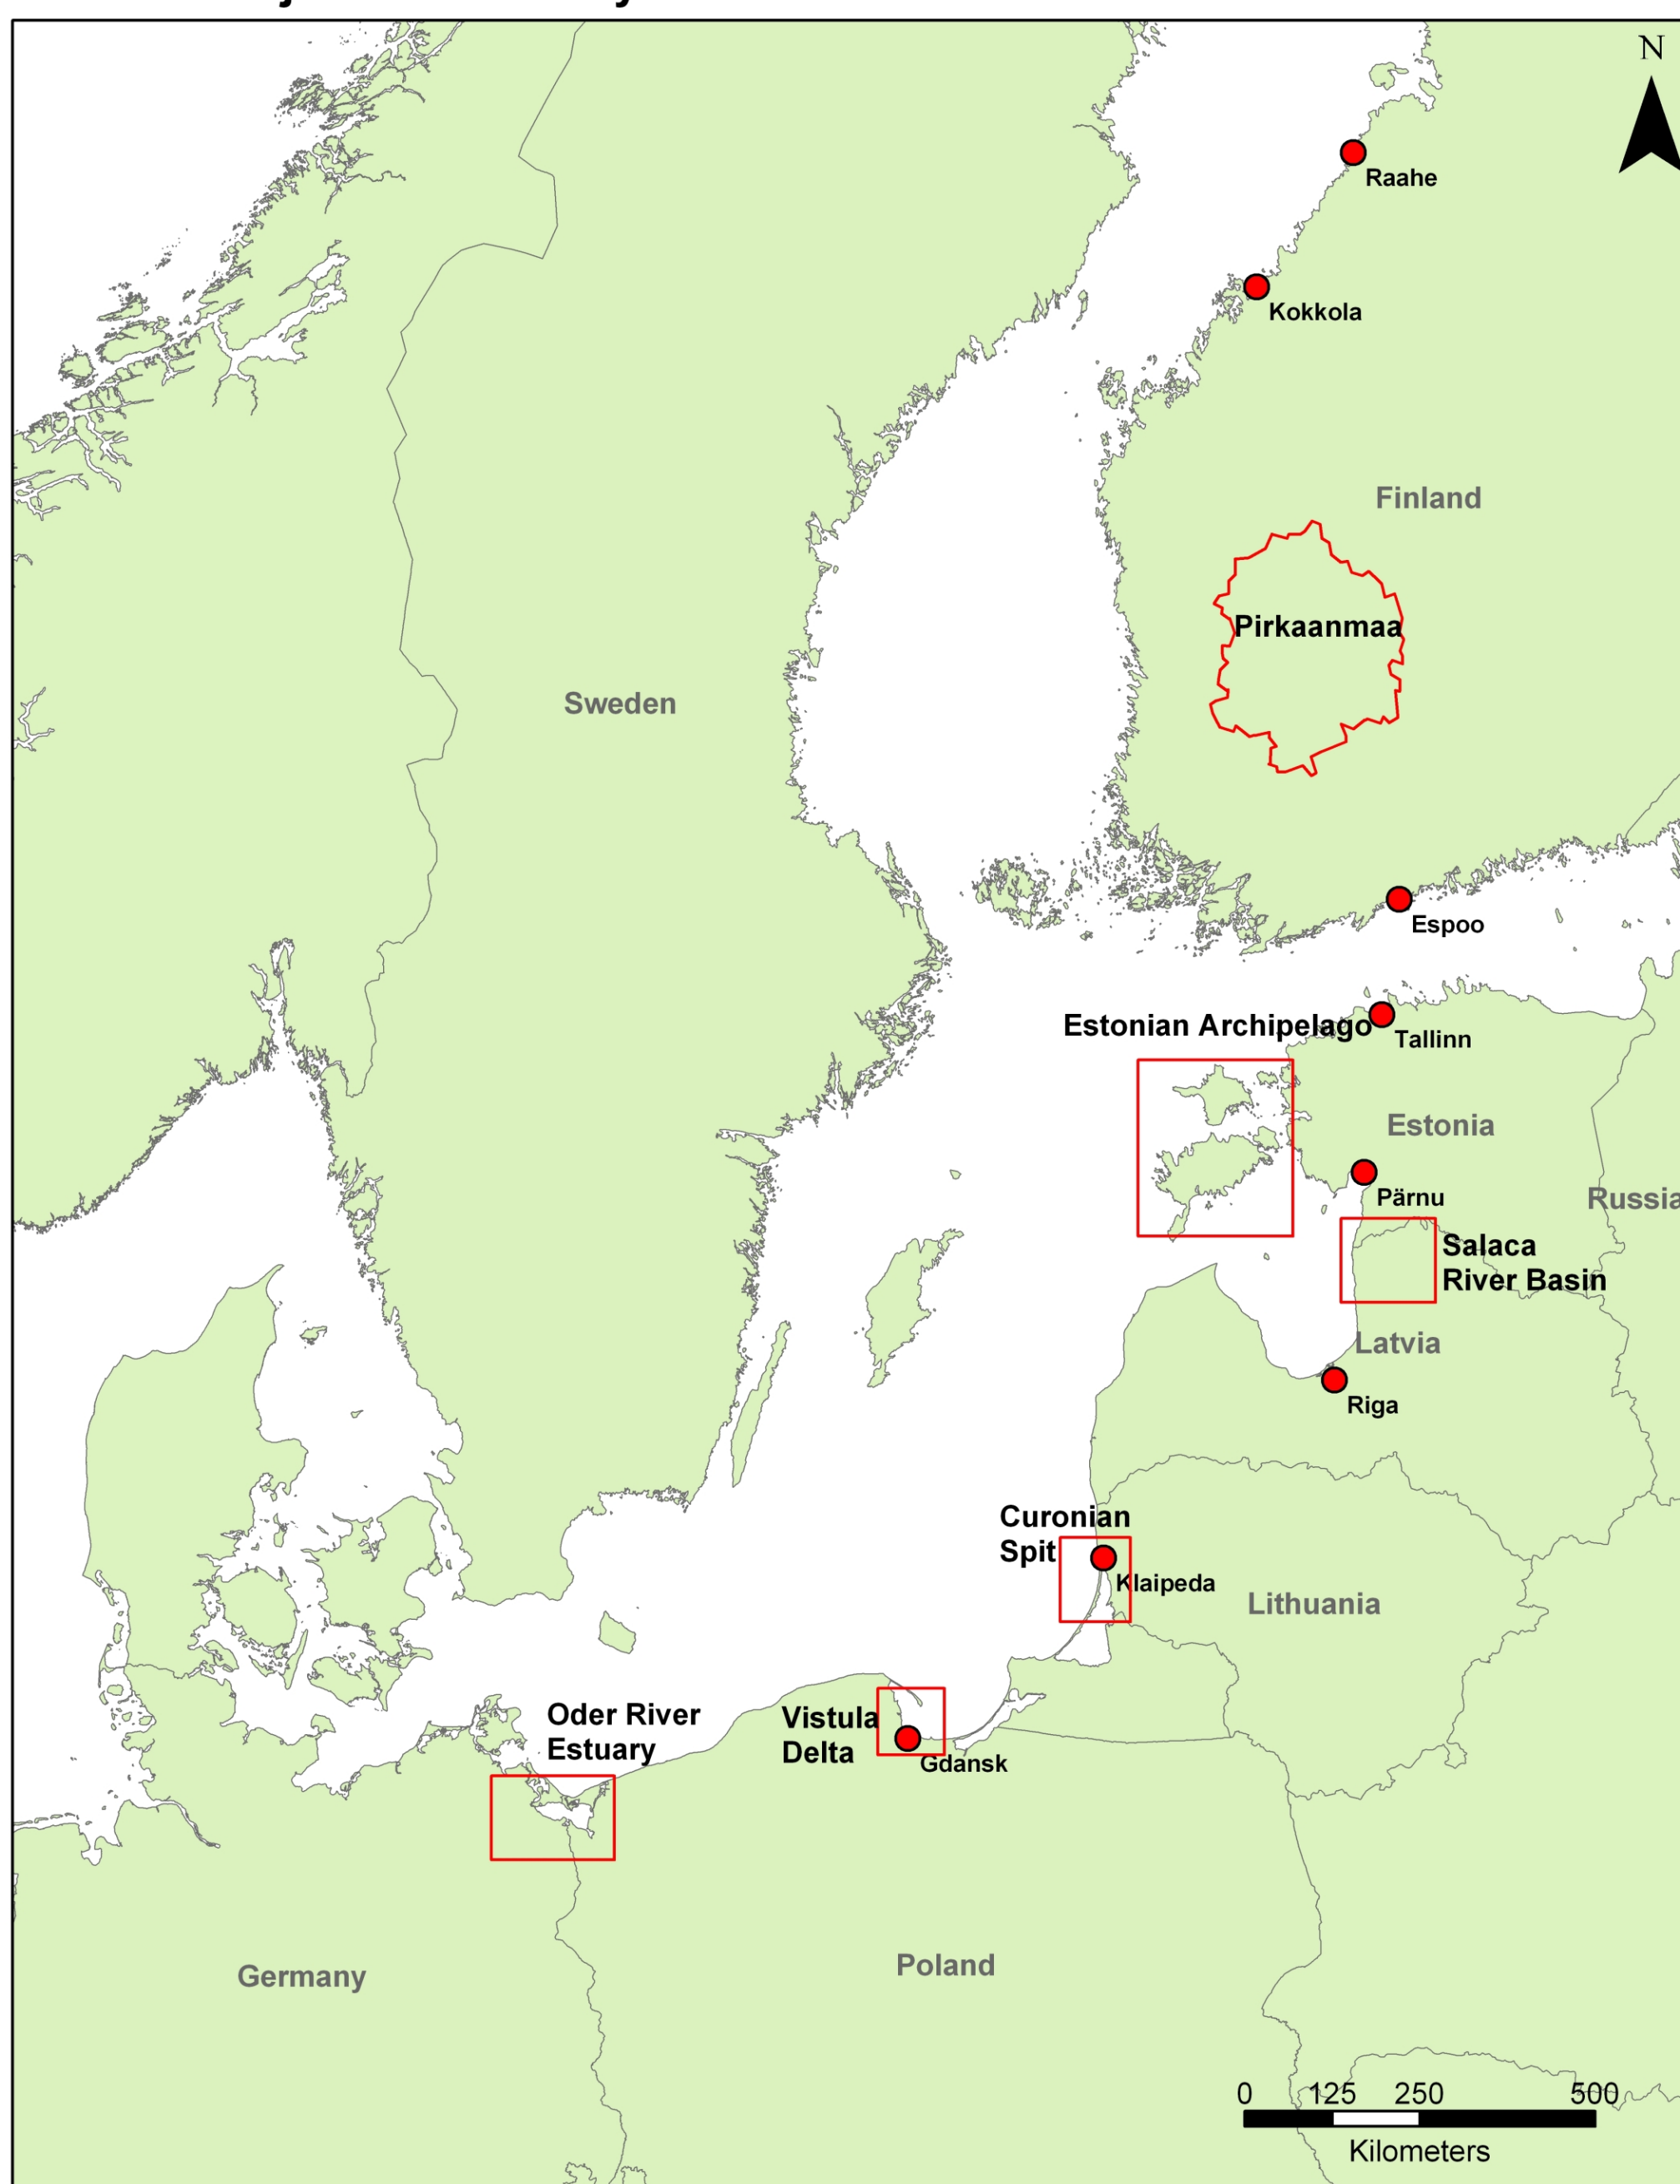 N
Raahe
Kokkola
Finland
Pirkaanmaa
Sweden
Espoo
Estonian Archipelago
Tallinn
Estonia
Pärnu
Russia
Salaca
River Basin
Latvia
Riga
Curonian
Spit
Klaipeda
Lithuania
Oder River
Estuary
Vistula
Delta
Gdansk
Germany
Poland
0 125 250 500
Kilometers